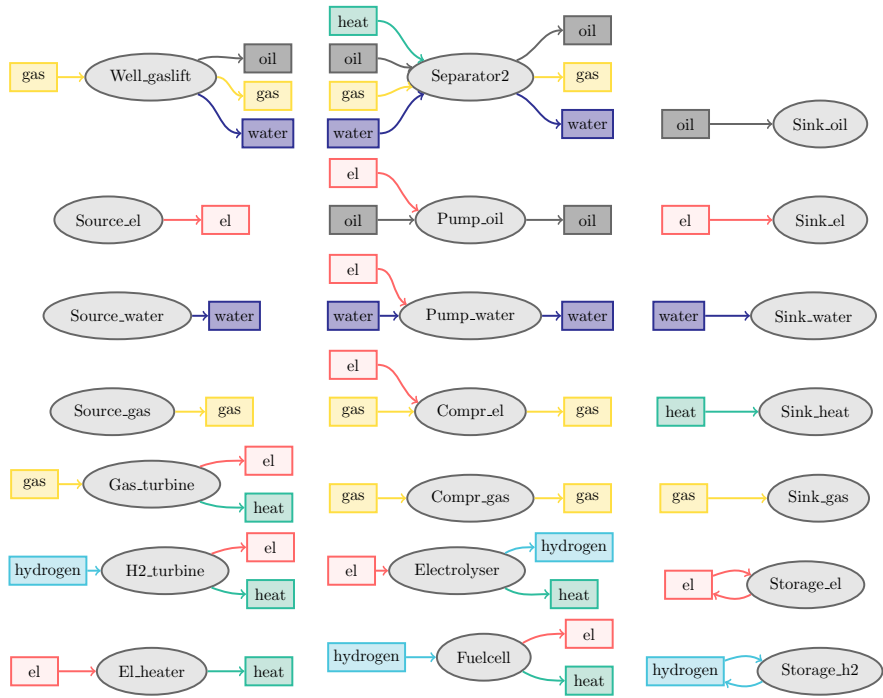 gas
Well_gaslift
oil
gas
water
heat
oil
gas
water
Separator2
oil
gas
water
oil
Sink_oil
Source_el
el
el
oil
Pump_oil
oil
el
Sink_el
Source_water
water
el
water
Pump_water
water
water
Sink_water
Source_gas
gas
el
gas
Compr_el
gas
heat
Sink_heat
gas
Gas_turbine
el
heat
gas
Compr_gas
gas
gas
Sink_gas
hydrogen
H2_turbine
el
heat
el
Electrolyser
hydrogen
heat
el
Storage_el
el
El_heater
heat
hydrogen
Fuelcell
el
heat
hydrogen
Storage_h2